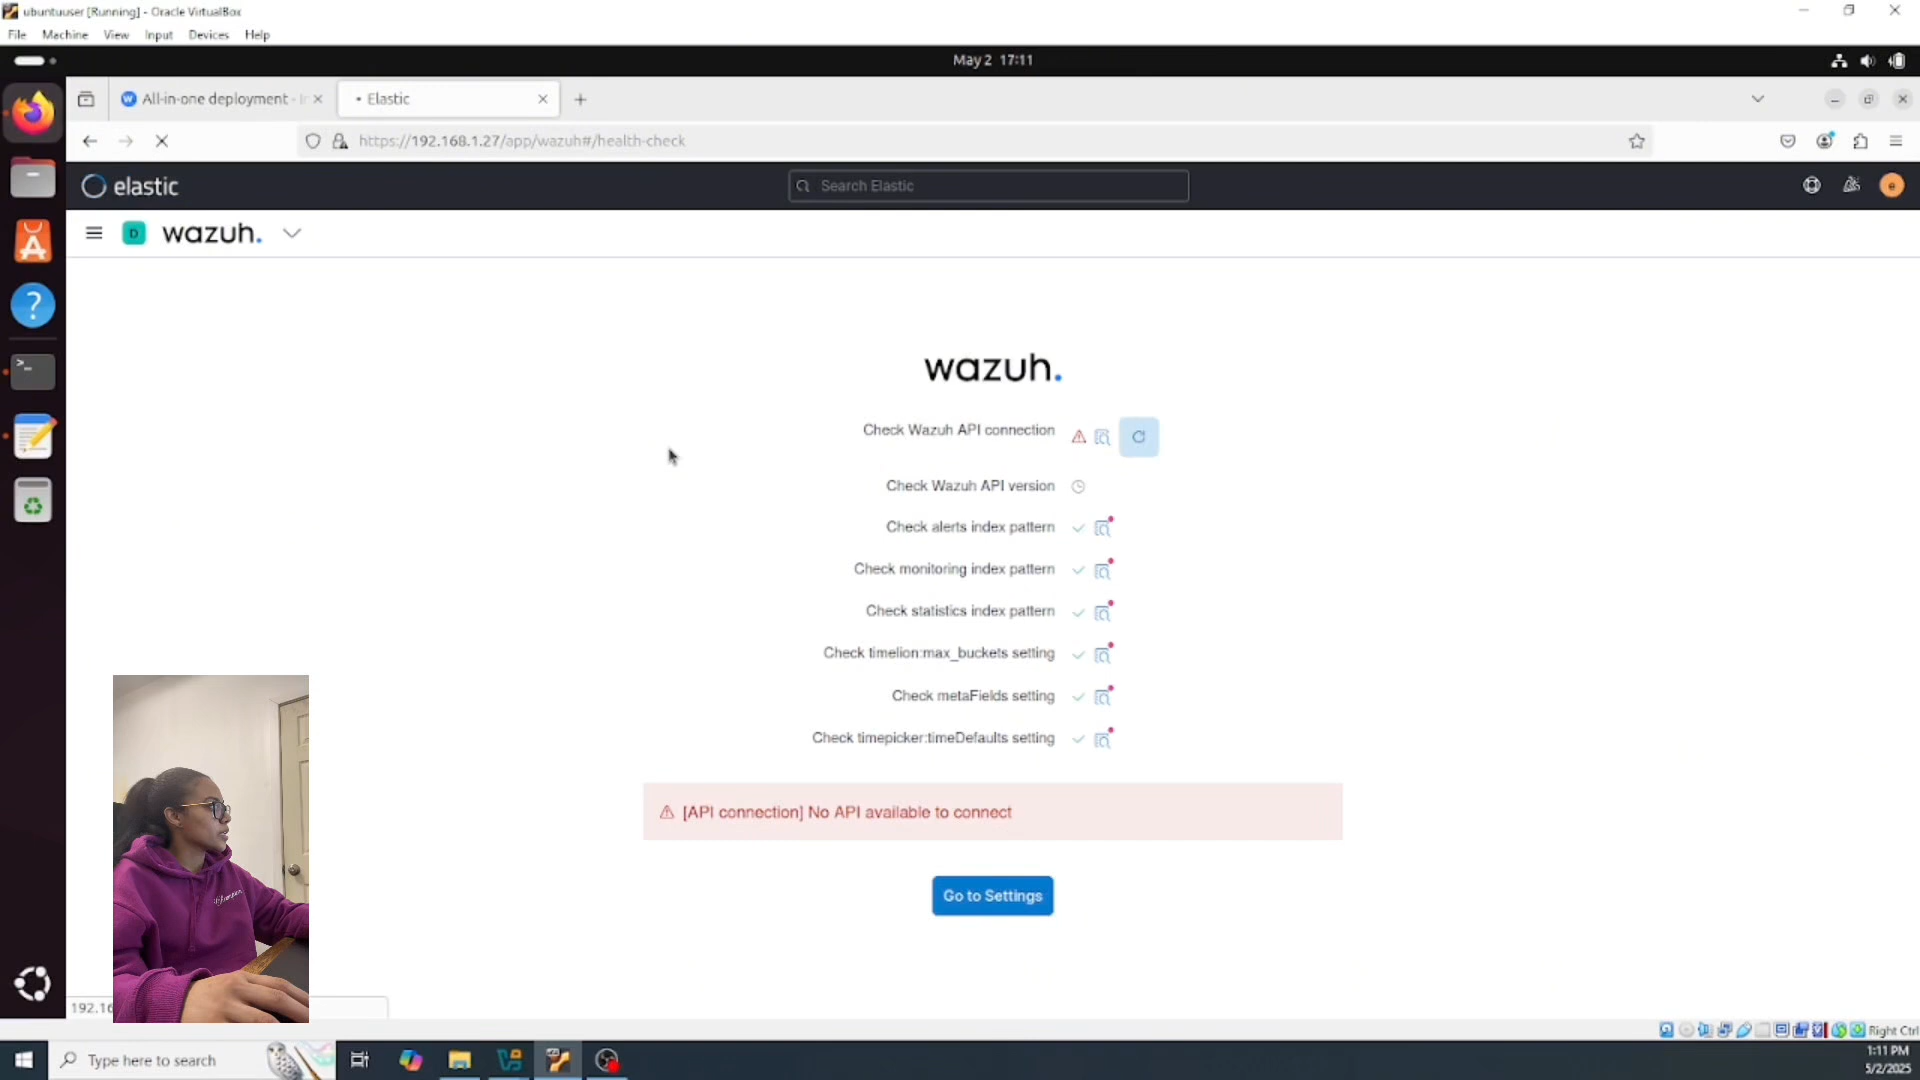 ubuntuuser [Running] - Oracle VirtualBox
File Machine View Input Devices Help
May 2 17:11
All-in-one deployment - In
Elastic
https://192.168.1.27/app/wazuh#/health-check
elastic
Search Elastic
e
D
wazuh.
wazuh.
Check Wazuh API connection
Check Wazuh API version
Check alerts index pattern
Check monitoring index pattern
Check statistics index pattern
Check timelion:max_buckets setting
Check metaFields setting
Check timepicker:timeDefaults setting
[API connection] No API available to connect
Go to Settings
Right Ctrl
Type here to search
1:11 PM
5/2/2025